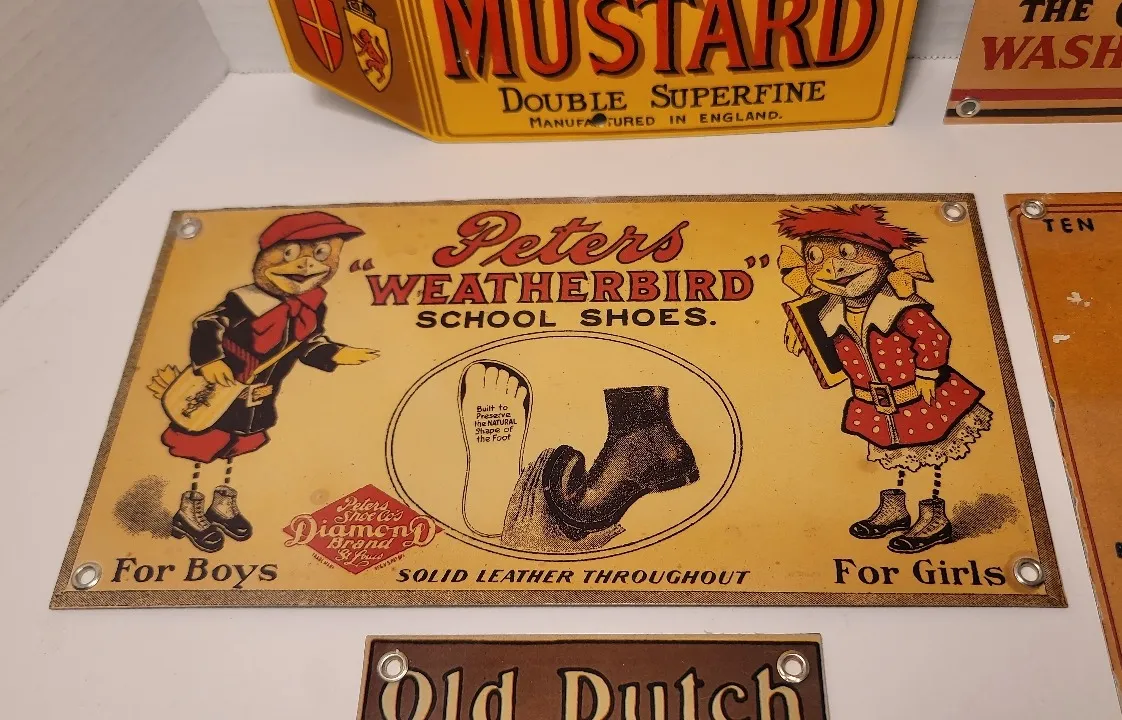 MUSTARD
DOUBLE SUPERFINE
MANUFACTURED IN ENGLAND.
THE
WASH
TEN
Peters
"WEATHERBIRD"
SCHOOL SHOES.
Built to
Preserve
the NATURAL
Shape of
the Foot
Peters
Shoe Co's
Diamond
Brand
St. Louis
For Boys
SOLID LEATHER THROUGHOUT
For Girls
Old Dutch